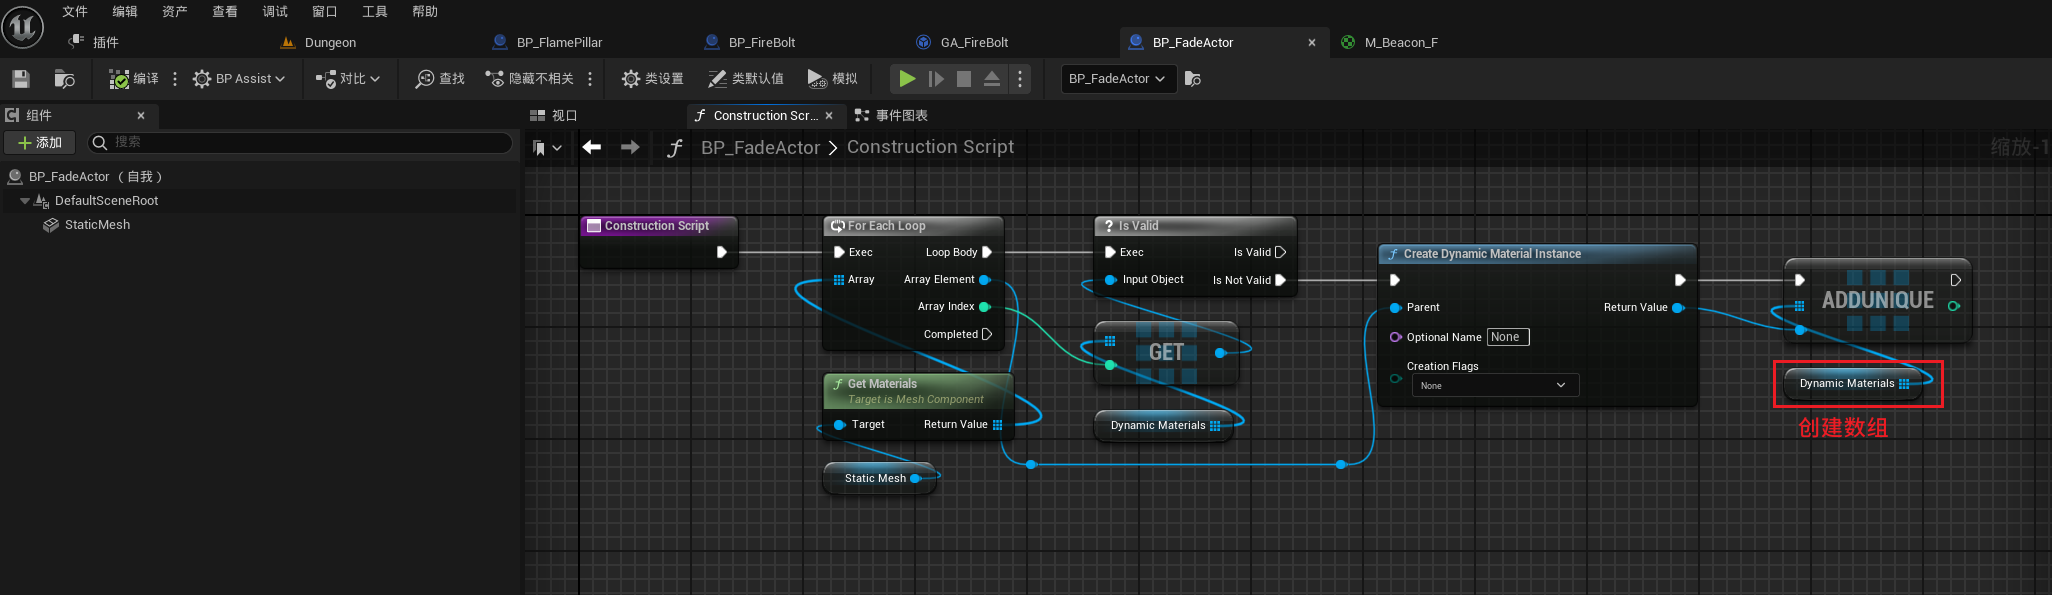 文件 编辑 资产 查看 调试 窗口 工具 帮助
插件 Dungeon BP_FlamePillar BP_FireBolt GA_FireBolt BP_FadeActor M_Beacon_F
编译 BP Assist 对比 查找 隐藏不相关 类设置 类默认值 模拟 BP_FadeActor
组件
添加 搜索
BP_FadeActor （自我）
DefaultSceneRoot
StaticMesh
视口 Construction Scr... 事件图表
BP_FadeActor > Construction Script
缩放-1
Construction Script
For Each Loop
Exec Loop Body
Array Array Element
Array Index
Completed
Get Materials
Target is Mesh Component
Target Return Value
Static Mesh
? Is Valid
Exec Is Valid
Input Object Is Not Valid
GET
Dynamic Materials
Create Dynamic Material Instance
Parent Return Value
Optional Name None
Creation Flags
None
ADDUNIQUE
Dynamic Materials
创建数组